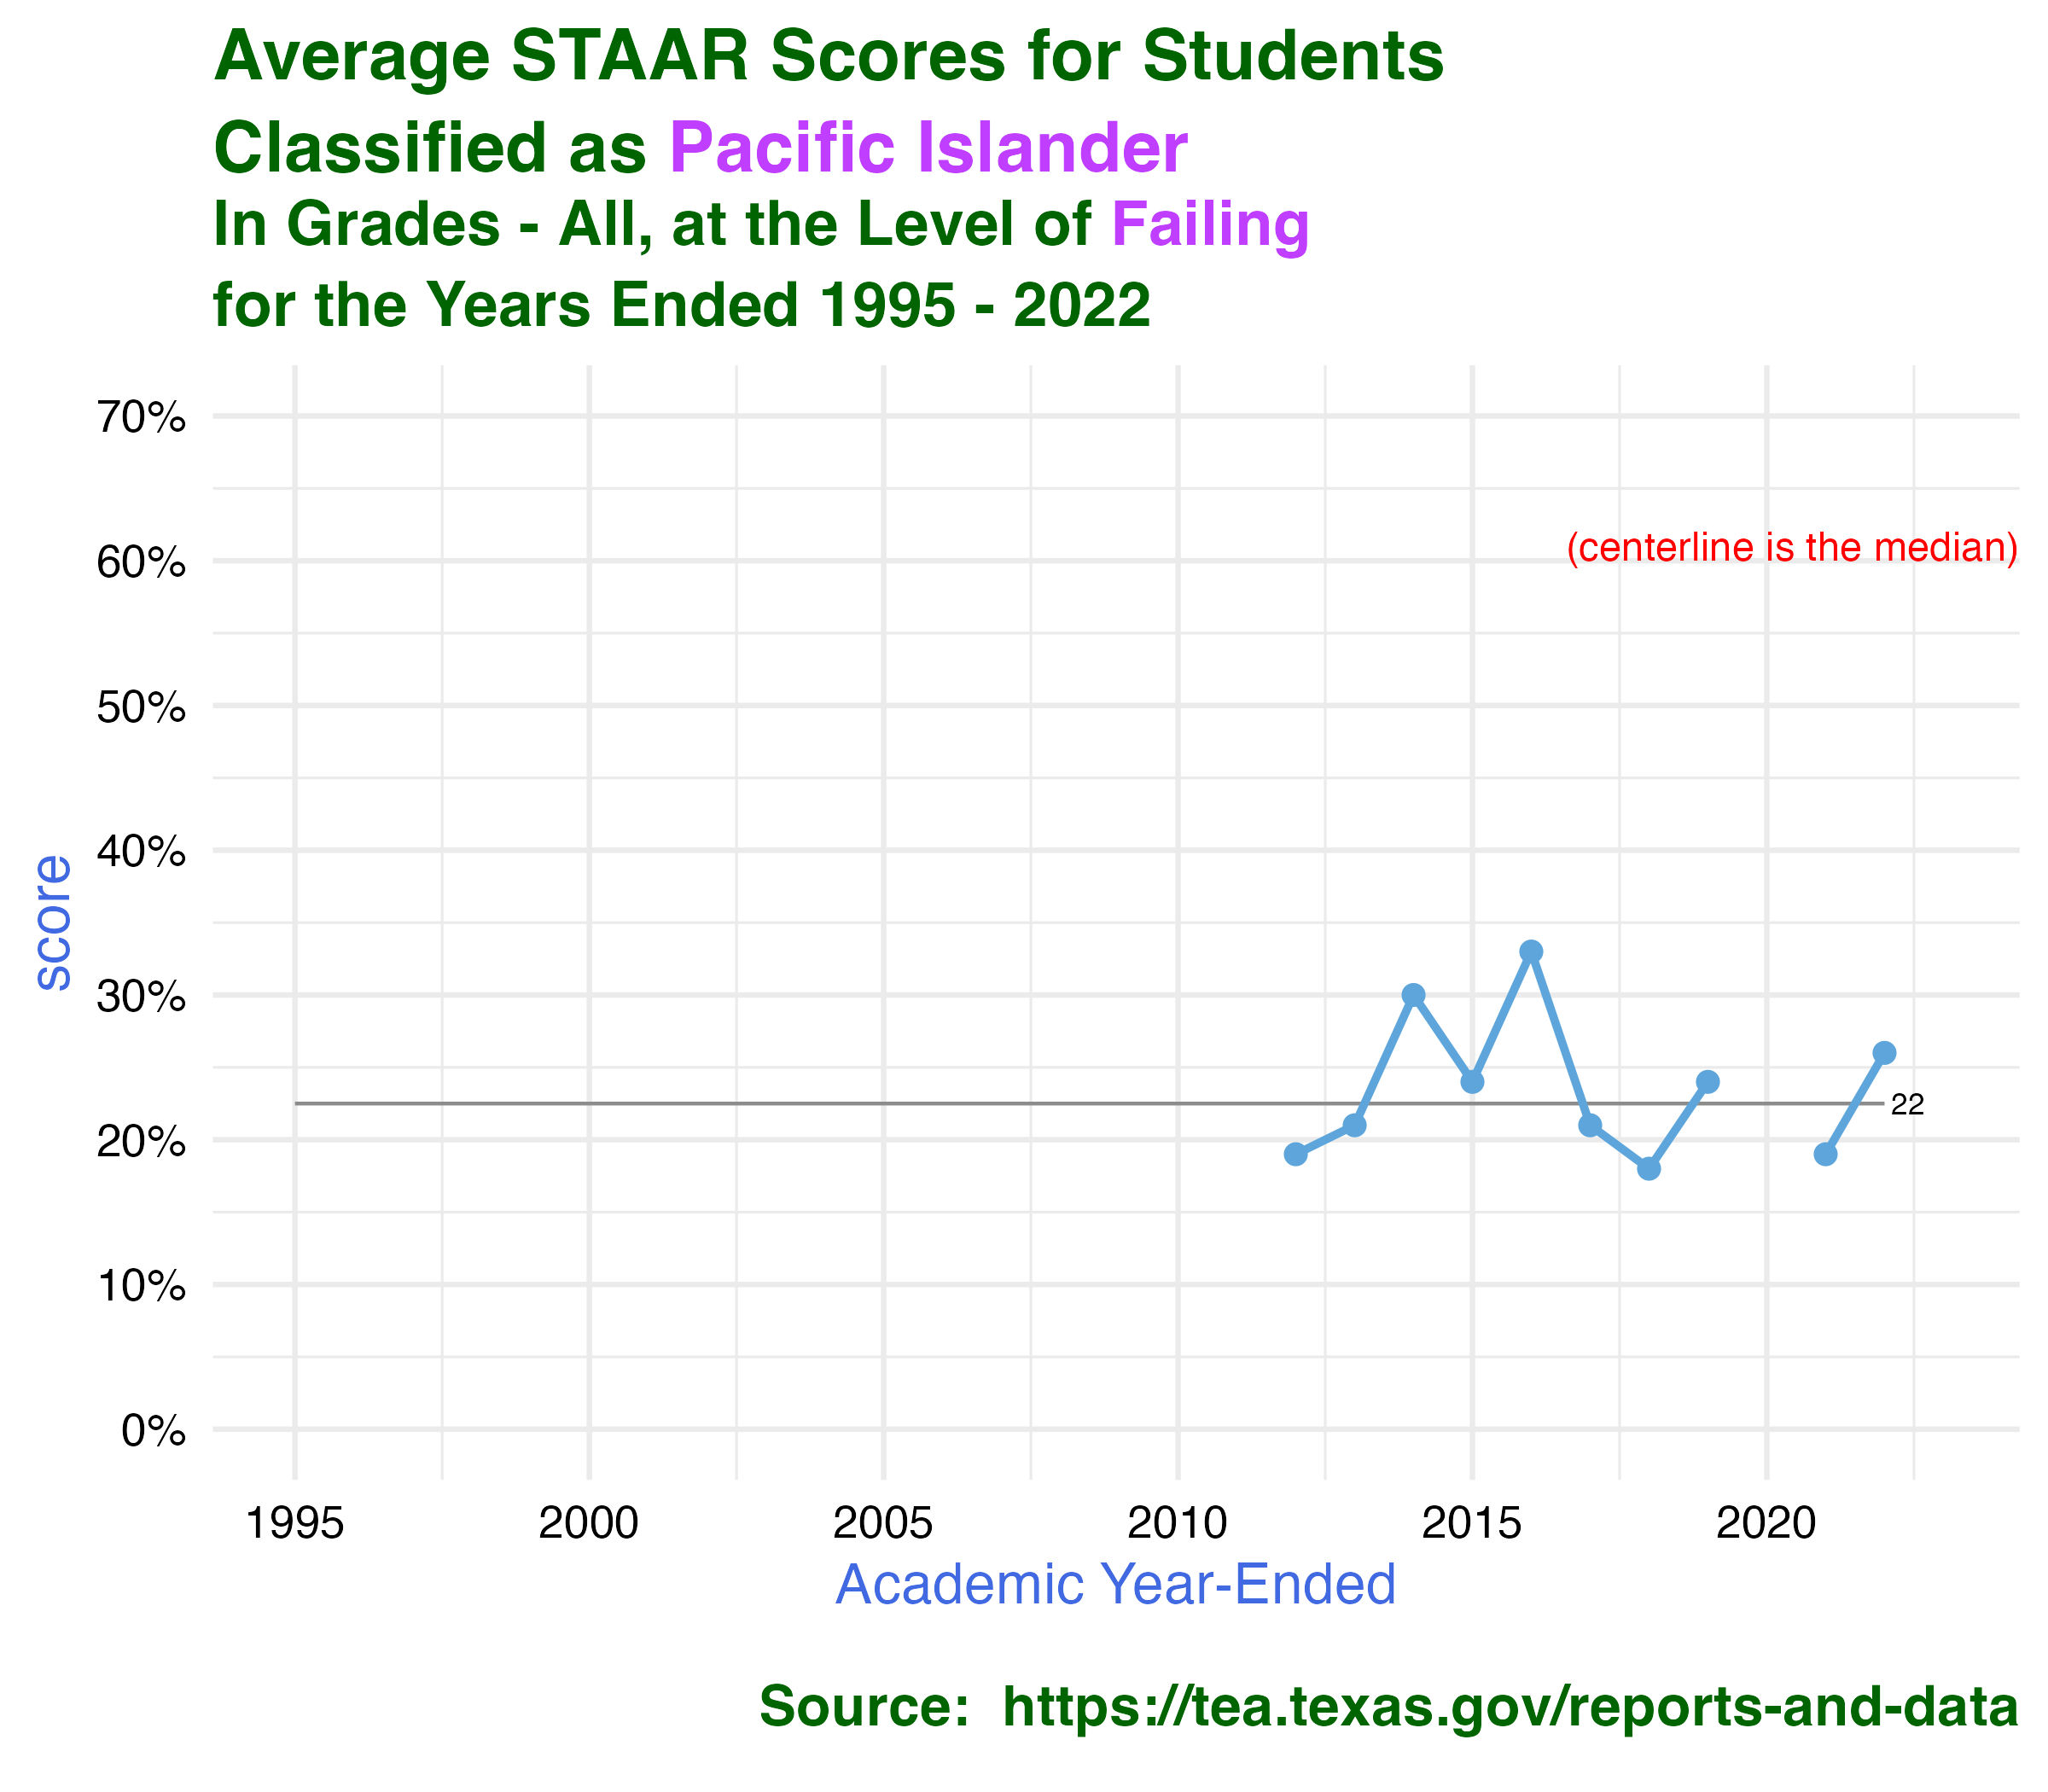 Average STAAR Scores for Students
Classified as Pacific Islander
In Grades - All, at the Level of Failing
for the Years Ended 1995 - 2022
70%
(centerline is the median)
60%
50%
40%
score
30%
22
20%
10%
0%
1995 2000 2005 2010 2015 2020
Academic Year-Ended
Source:  https://tea.texas.gov/reports-and-data